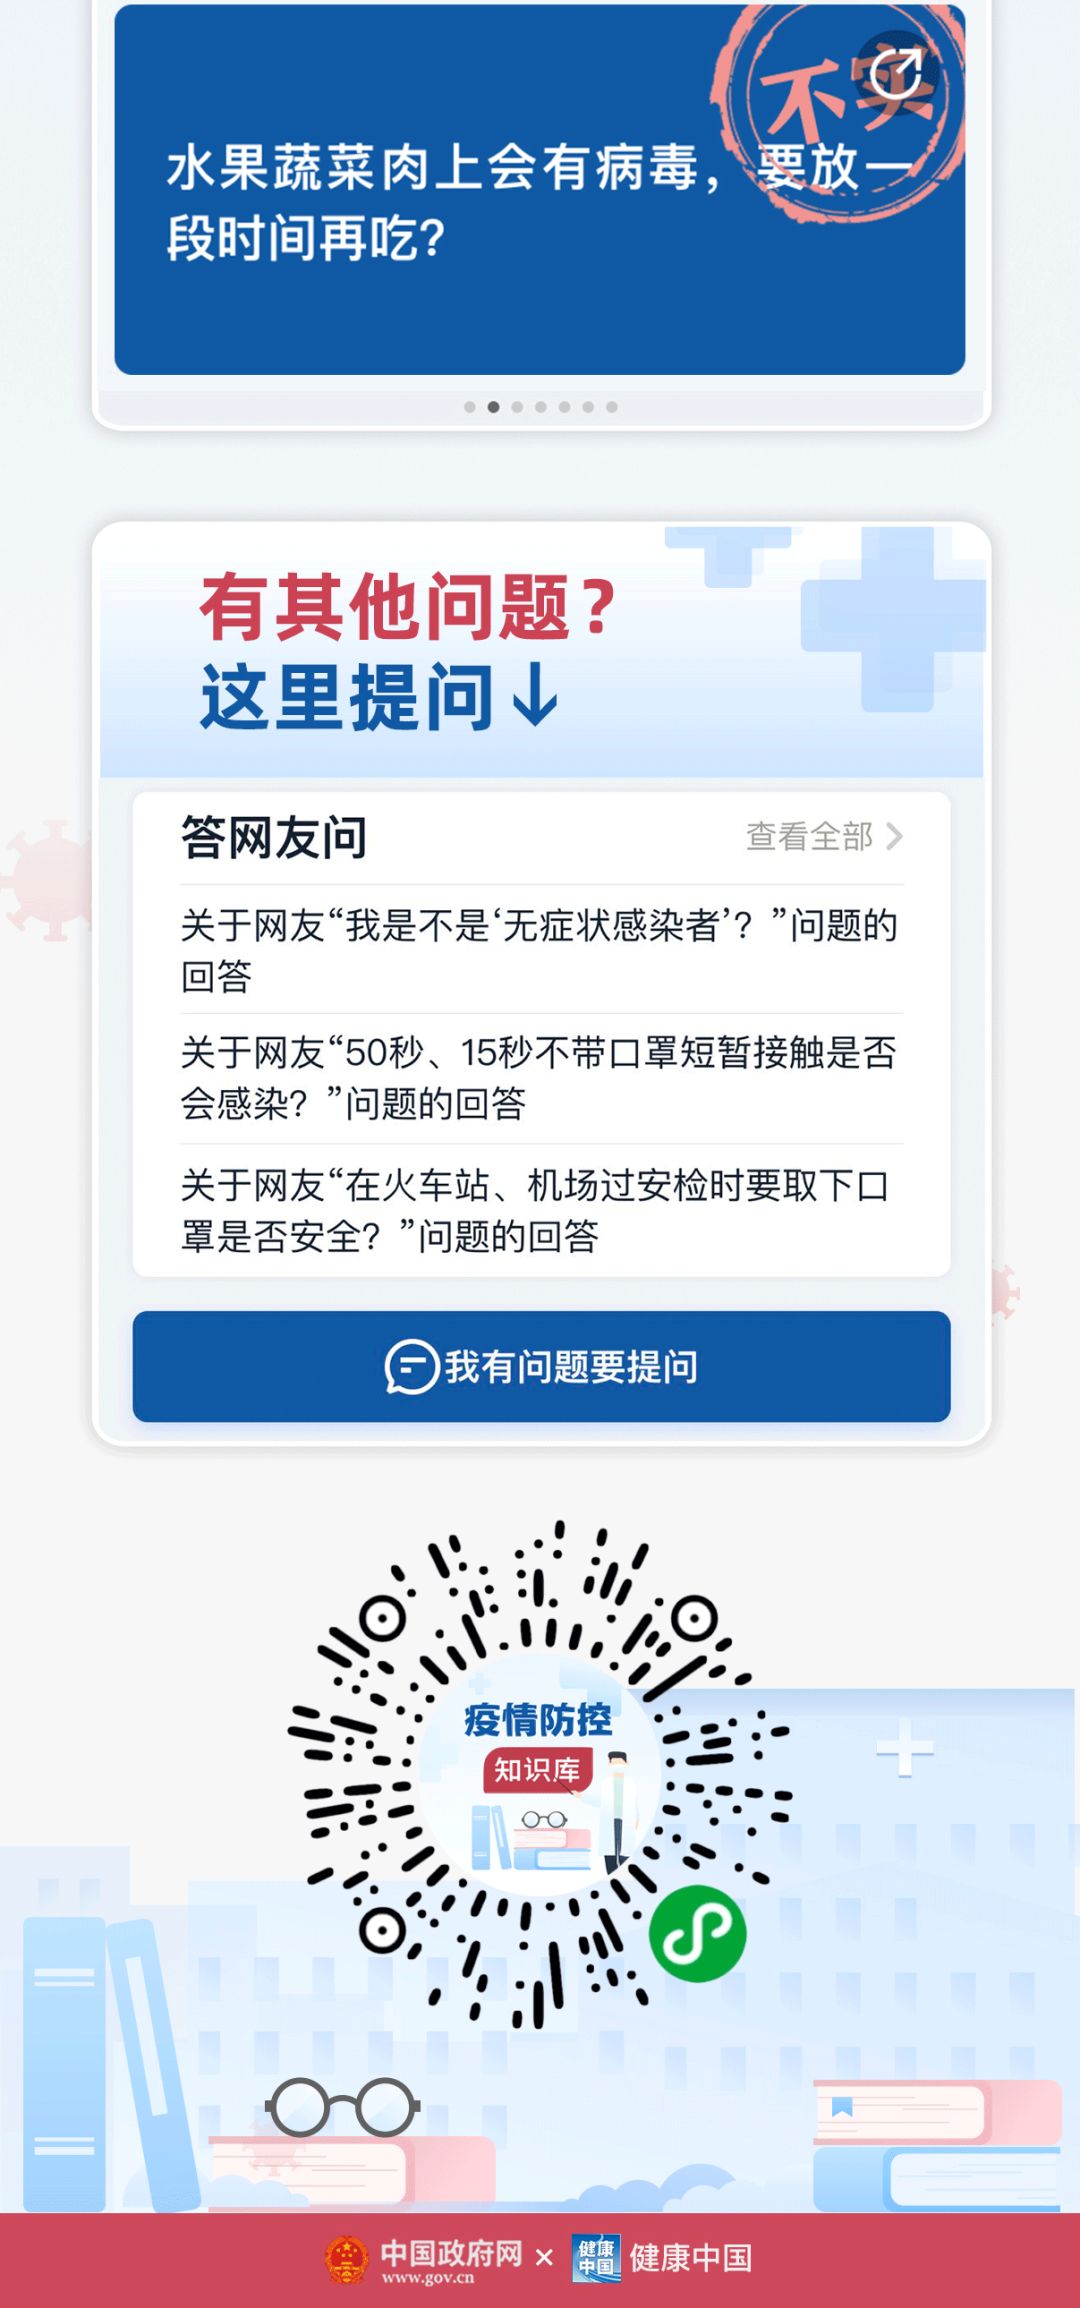 不实
水果蔬菜肉上会有病毒，要放一
段时间再吃？
有其他问题？
这里提问↓
答网友问
查看全部 >
关于网友“我是不是‘无症状感染者’？”问题的
回答
关于网友“50秒、15秒不带口罩短暂接触是否
会感染？”问题的回答
关于网友“在火车站、机场过安检时要取下口
罩是否安全？”问题的回答
我有问题要提问
疫情防控
知识库
中国政府网
www.gov.cn
×
健康
中国
健康中国